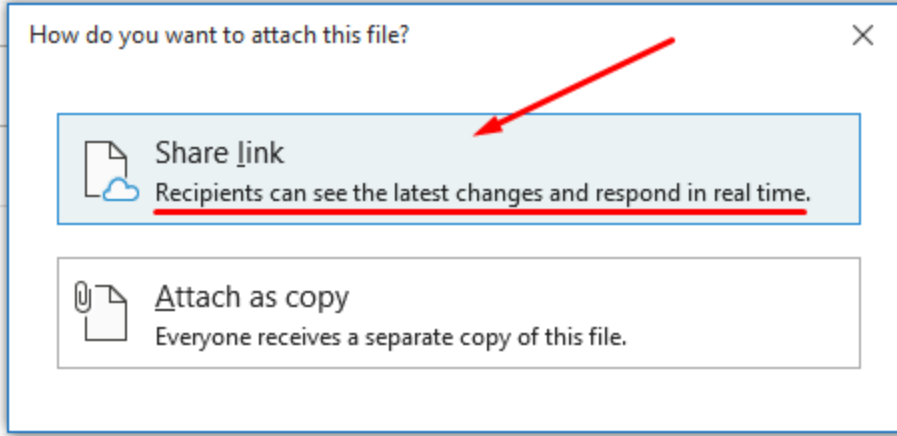 How do you want to attach this file?
Share link
Recipients can see the latest changes and respond in real time.
Attach as copy
Everyone receives a separate copy of this file.